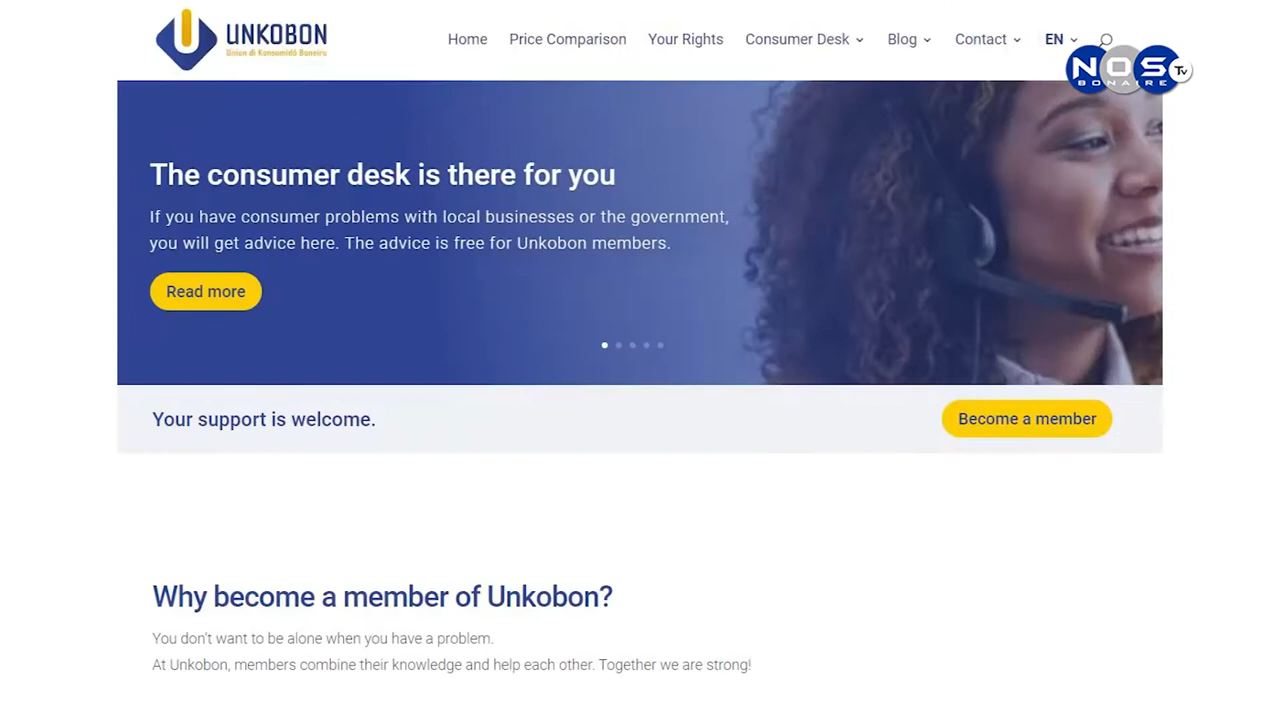 UNKOBON
Union di Konsumidó Boneiru
Home Price Comparison Your Rights Consumer Desk Blog Contact EN
NOS Tv
BONAIRE
The consumer desk is there for you
If you have consumer problems with local businesses or the government,
you will get advice here. The advice is free for Unkobon members.
Read more
Your support is welcome.
Become a member
Why become a member of Unkobon?
You don't want to be alone when you have a problem.
At Unkobon, members combine their knowledge and help each other. Together we are strong!